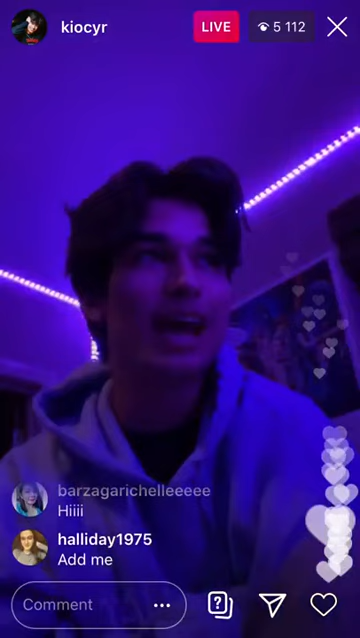 kiocyr
LIVE
5 112
barzagarichelleeeee
Hiiii
halliday1975
Add me
Comment